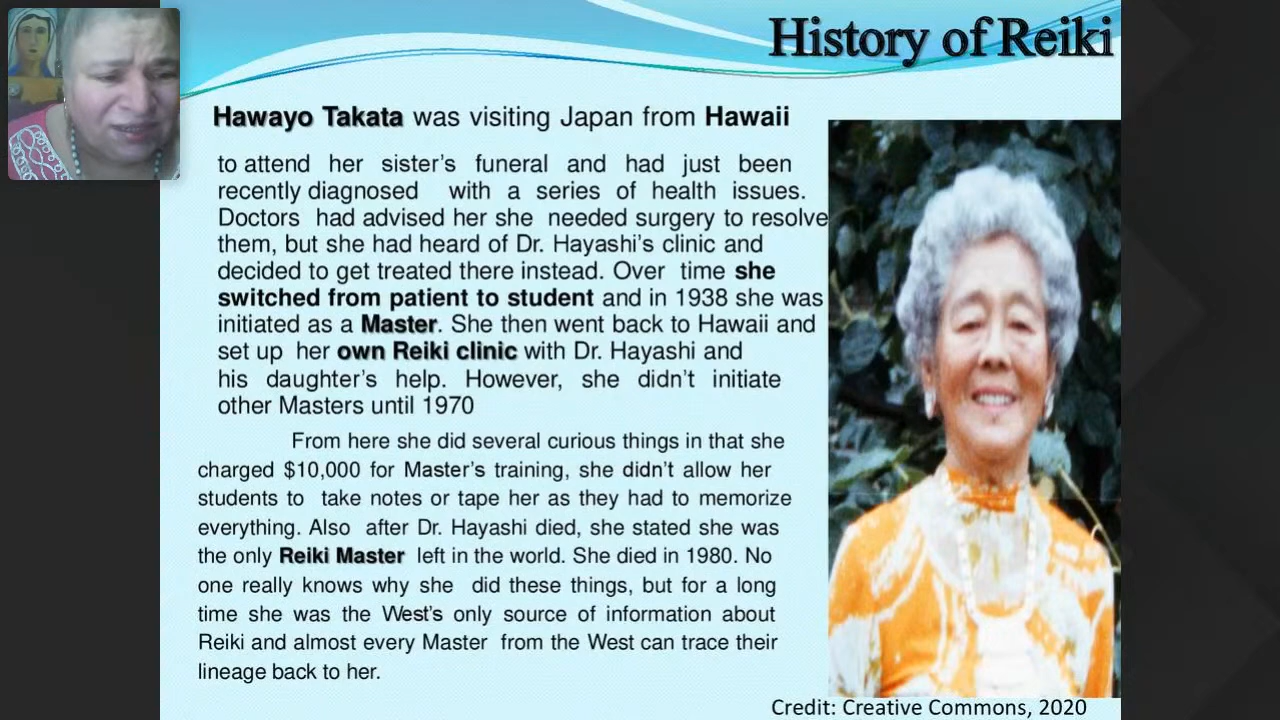 History of Reiki
Hawayo Takata was visiting Japan from Hawaii
to attend her sister's funeral and had just been
recently diagnosed with a series of health issues.
Doctors had advised her she needed surgery to resolve
them, but she had heard of Dr. Hayashi's clinic and
decided to get treated there instead. Over time she
switched from patient to student and in 1938 she was
initiated as a Master. She then went back to Hawaii and
set up her own Reiki clinic with Dr. Hayashi and
his daughter's help. However, she didn't initiate
other Masters until 1970
From here she did several curious things in that she
charged $10,000 for Master's training, she didn't allow her
students to take notes or tape her as they had to memorize
everything. Also after Dr. Hayashi died, she stated she was
the only Reiki Master left in the world. She died in 1980. No
one really knows why she did these things, but for a long
time she was the West's only source of information about
Reiki and almost every Master from the West can trace their
lineage back to her.
Credit: Creative Commons, 2020